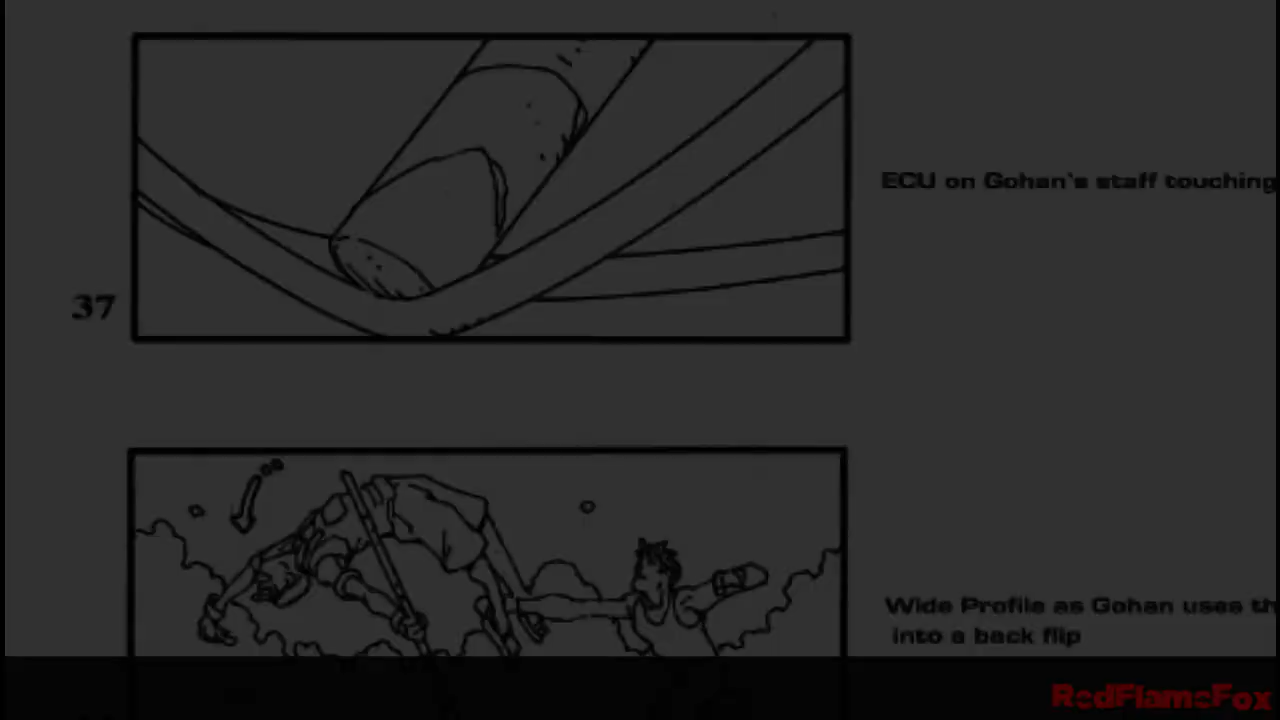 ECU on Gohan's staff touching
37
Wide Profile as Gohan uses th
into a back flip
RedFlameFox